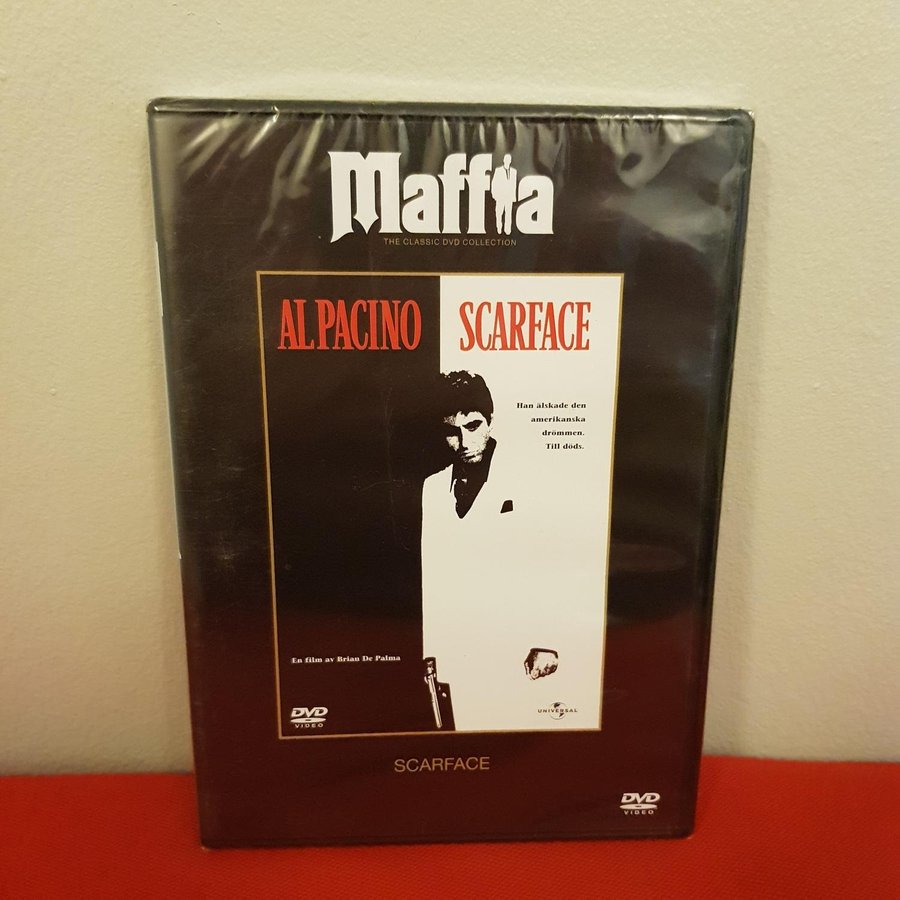 Maffia
THE CLASSIC DVD COLLECTION
AL PACINO
SCARFACE
Han älskade den
amerikanska
drömmen.
Till döds.
En film av Brian De Palma
DVD
VIDEO
UNIVERSAL
SCARFACE
DVD
VIDEO